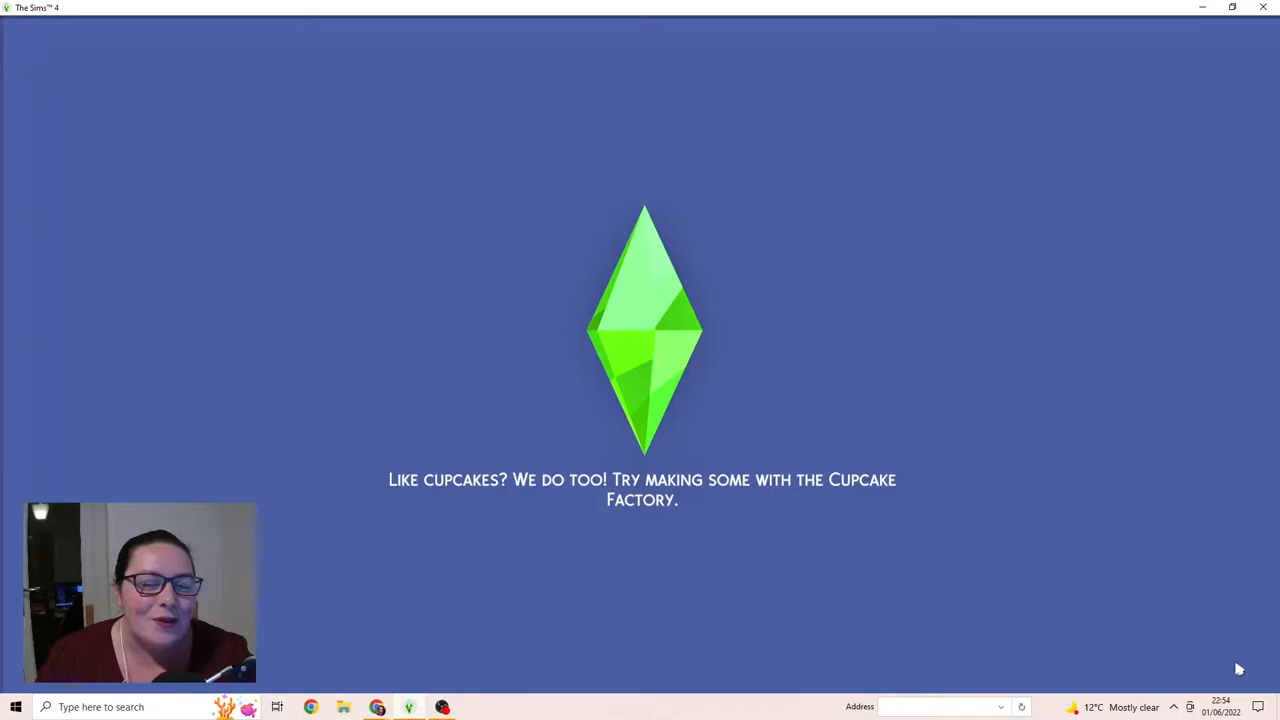 The Sims™ 4
LIKE CUPCAKES? WE DO TOO! TRY MAKING SOME WITH THE CUPCAKE
FACTORY.
Type here to search
Address
12°C Mostly clear
22:54
01/06/2022